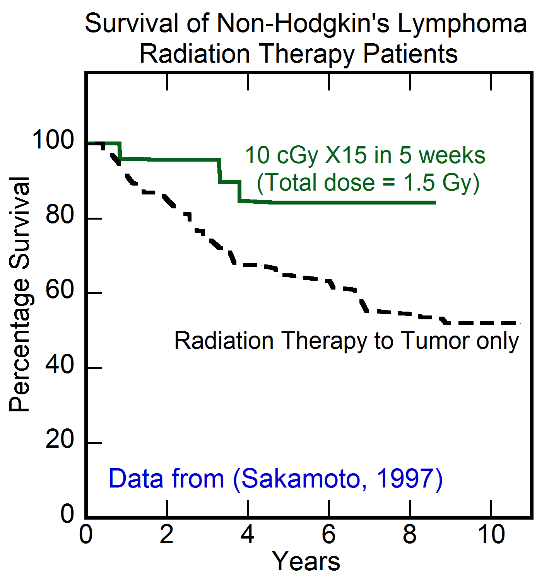 Survival of Non-Hodgkin's Lymphoma
Radiation Therapy Patients
Percentage Survival
100
80
60
40
20
0
10 cGy X15 in 5 weeks
(Total dose = 1.5 Gy)
Radiation Therapy to Tumor only
Data from (Sakamoto, 1997)
0 2 4 6 8 10
Years